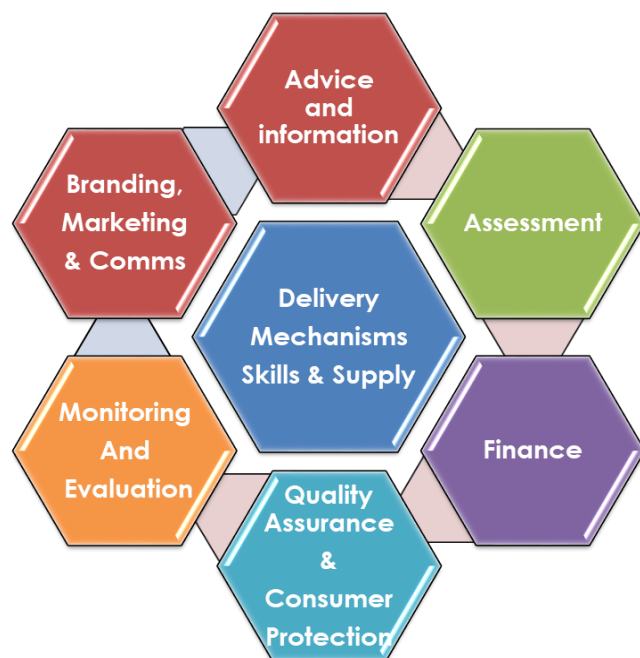 Advice
and
information
Branding,
Marketing
& Comms
Assessment
Delivery
Mechanisms
Skills & Supply
Monitoring
And
Evaluation
Finance
Quality
Assurance
&
Consumer
Protection